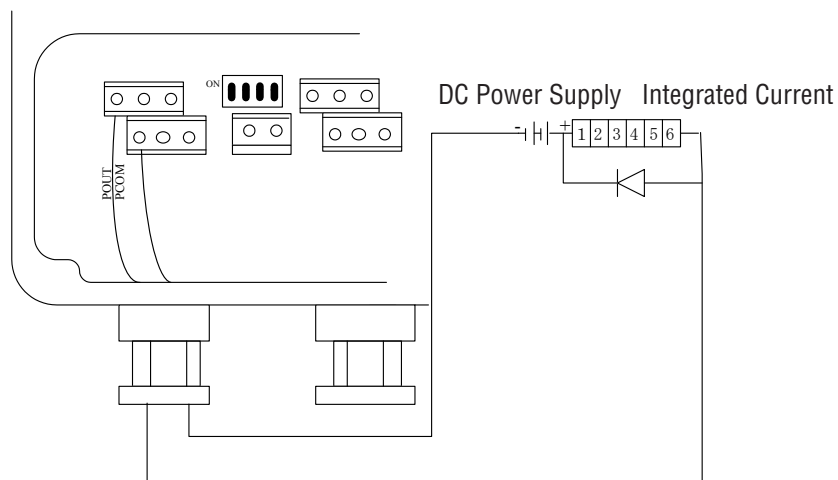 ON
DC Power Supply Integrated Current
- + 1 2 3 4 5 6
POUT
PCOM